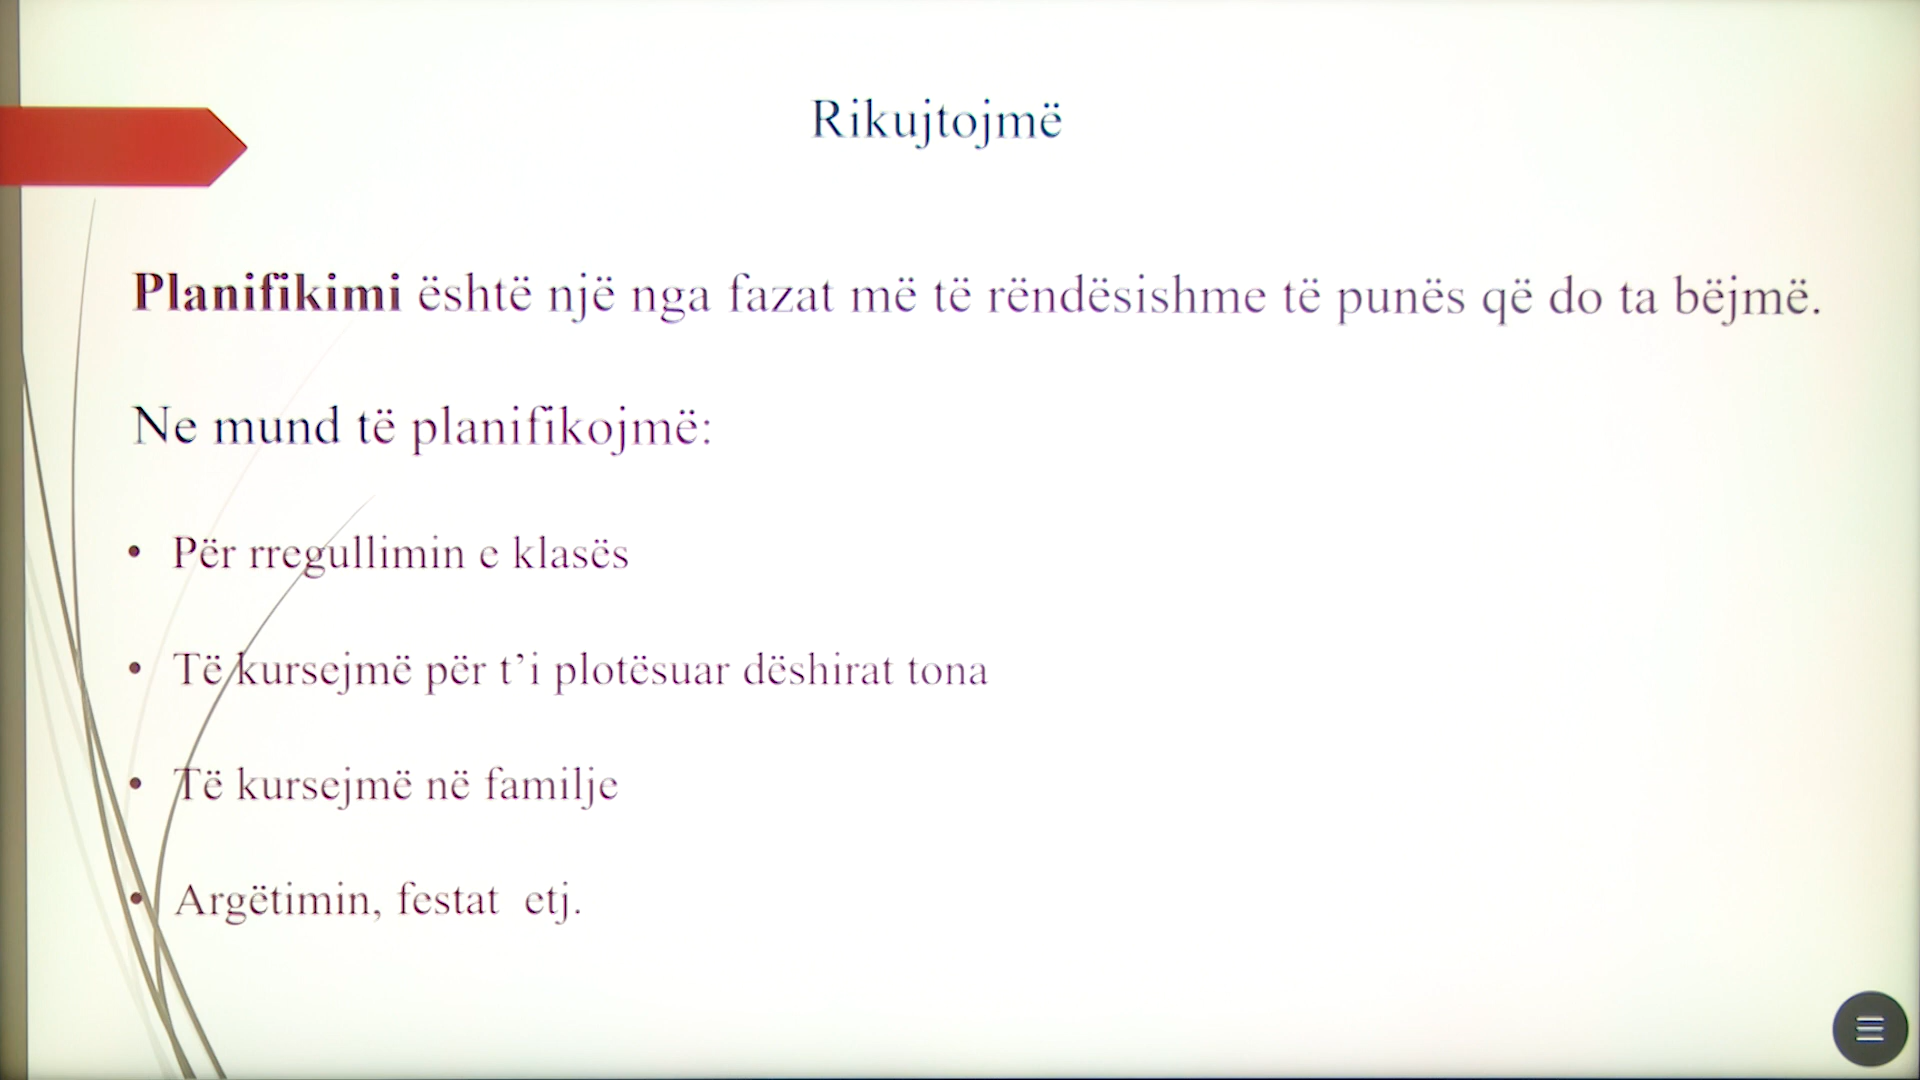 Rikujtojmë
Planifikimi është një nga fazat më të rëndësishme të punës që do ta bëjmë.
Ne mund të planifikojmë:
• Për rregullimin e klasës
• Të kursejmë për t’i plotësuar dëshirat tona
• Të kursejmë në familje
• Argëtimin, festat  etj.